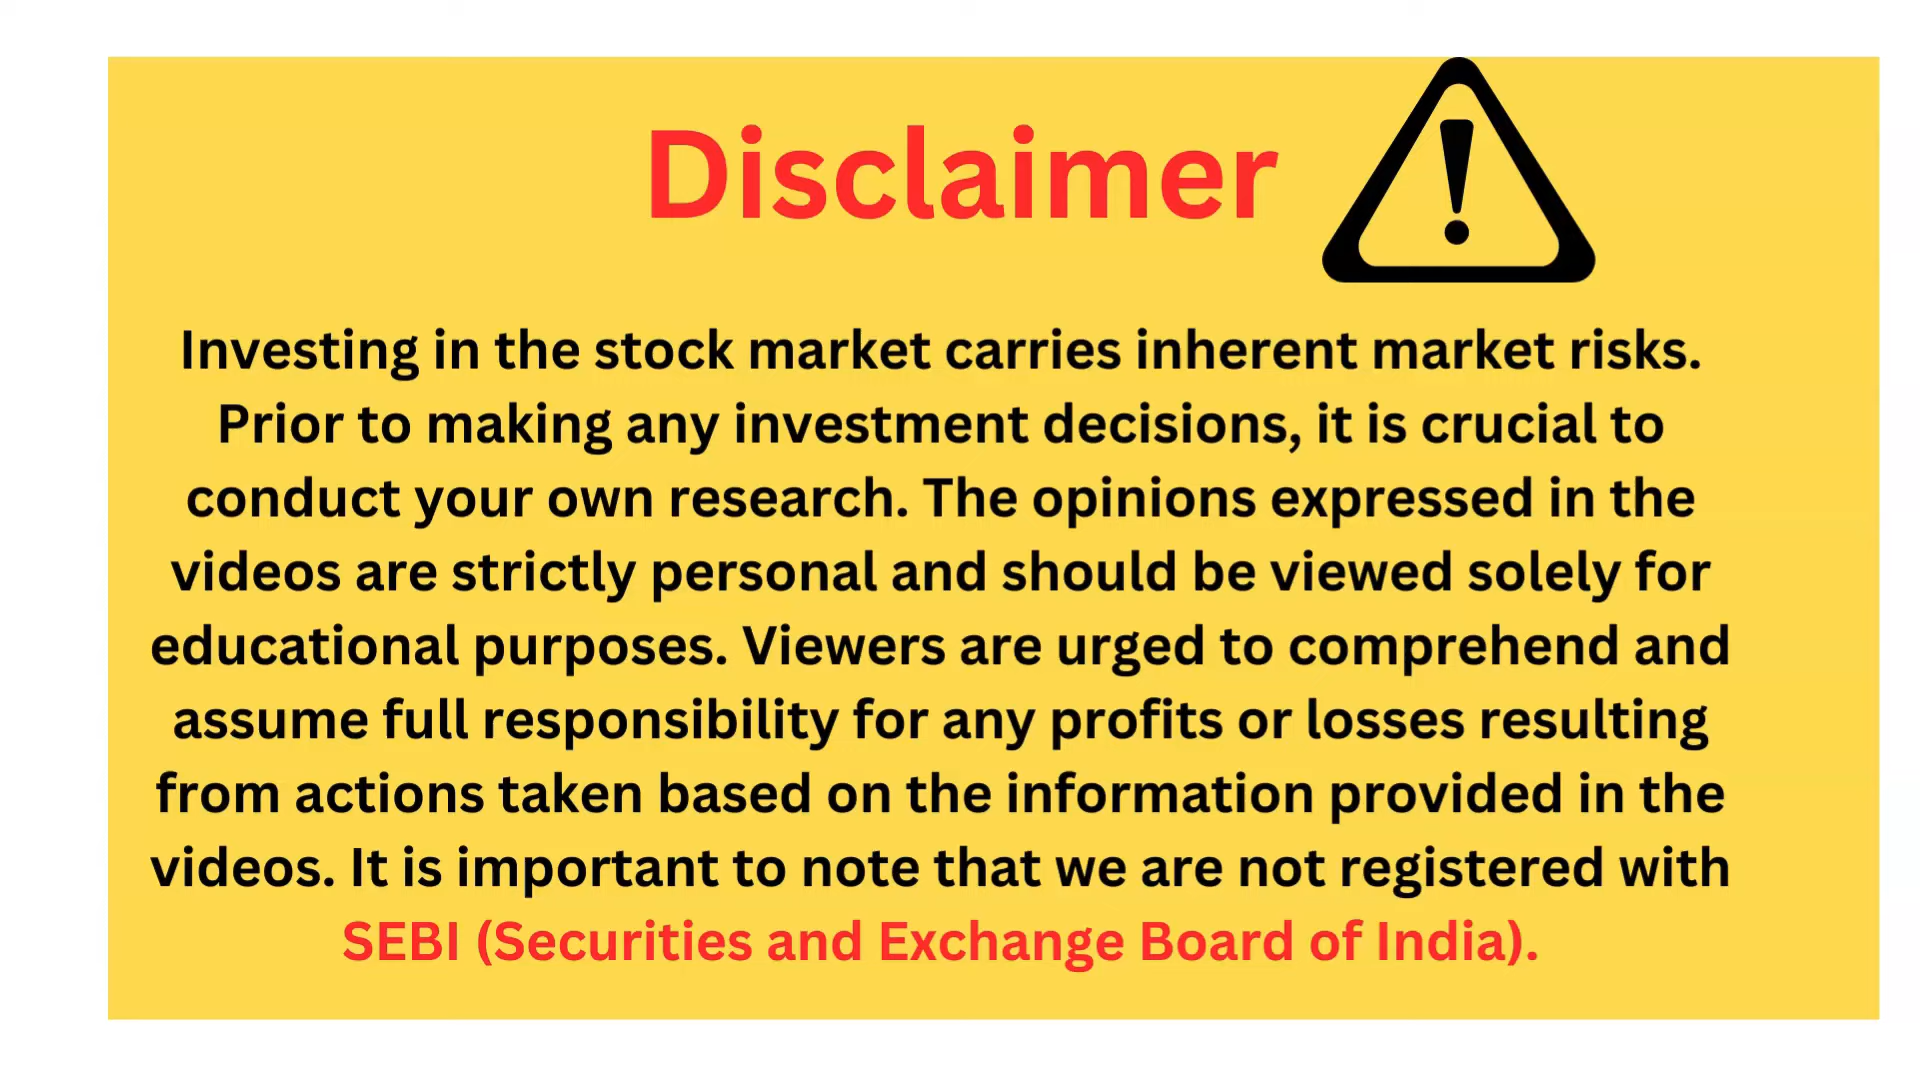 Disclaimer
Investing in the stock market carries inherent market risks.
Prior to making any investment decisions, it is crucial to
conduct your own research. The opinions expressed in the
videos are strictly personal and should be viewed solely for
educational purposes. Viewers are urged to comprehend and
assume full responsibility for any profits or losses resulting
from actions taken based on the information provided in the
videos. It is important to note that we are not registered with
SEBI (Securities and Exchange Board of India).